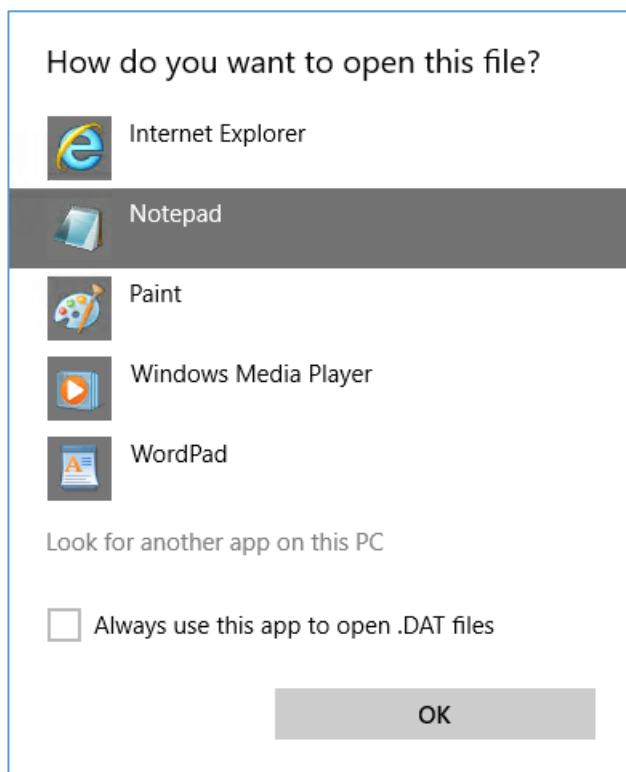 How do you want to open this file?
Internet Explorer
Notepad
Paint
Windows Media Player
WordPad
Look for another app on this PC
Always use this app to open .DAT files
OK